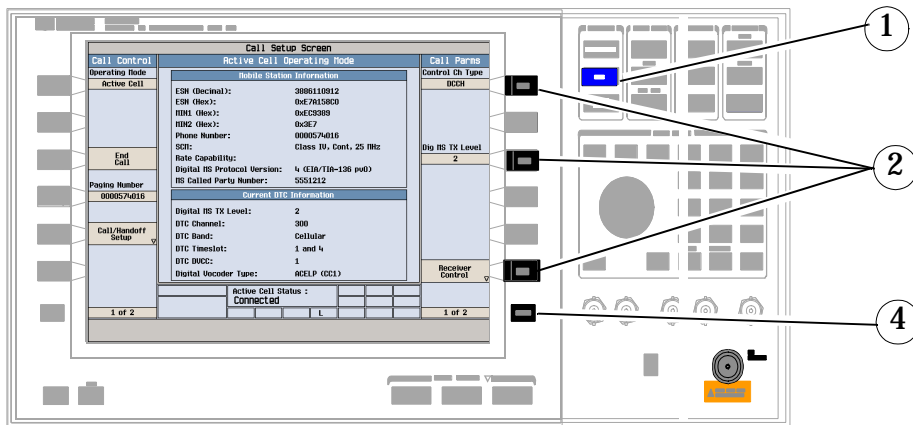 Call Setup Screen
Call Control
Active Cell Operating Mode
Call Parms
Operating Mode
Active Cell
End
Call
Paging Number
0000574016
Call/Handoff
Setup
1 of 2
Mobile Station Information
ESN (Decimal): 3886110912
ESN (Hex): 0xE7A158C0
MIN1 (Hex): 0xEC9389
MIN2 (Hex): 0x3E7
Phone Number: 0000574016
SCM: Class IV, Cont, 25 MHz
Rate Capability:
Digital MS Protocol Version: 4 (EIA/TIA-136 pv0)
MS Called Party Number: 5551212
Current DTC Information
Digital MS TX Level: 2
DTC Channel: 300
DTC Band: Cellular
DTC Timeslot: 1 and 4
DTC DVCC: 1
Digital Vocoder Type: ACELP (CC1)
Active Cell Status :
Connected
L
Control Ch Type
DCCH
Dig MS TX Level
2
Receiver
Control
1 of 2
1
2
4